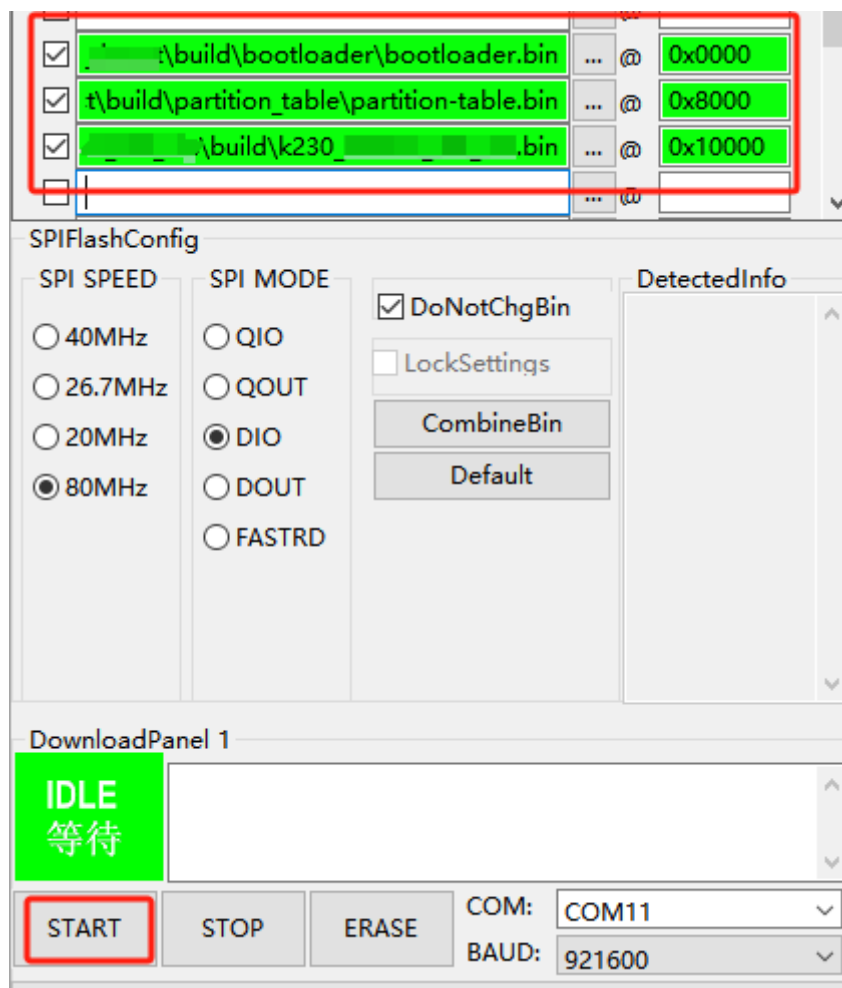 @
t\build\bootloader\bootloader.bin ... @ 0x0000
t\build\partition_table\partition-table.bin ... @ 0x8000
\build\k230_ .bin ... @ 0x10000
... @
SPIFlashConfig
SPI SPEED SPI MODE DetectedInfo
DoNotChgBin
40MHz QIO
LockSettings
26.7MHz QOUT
CombineBin
20MHz DIO
Default
80MHz DOUT
FASTRD
DownloadPanel 1
IDLE
等待
START STOP ERASE COM: COM11
BAUD: 921600